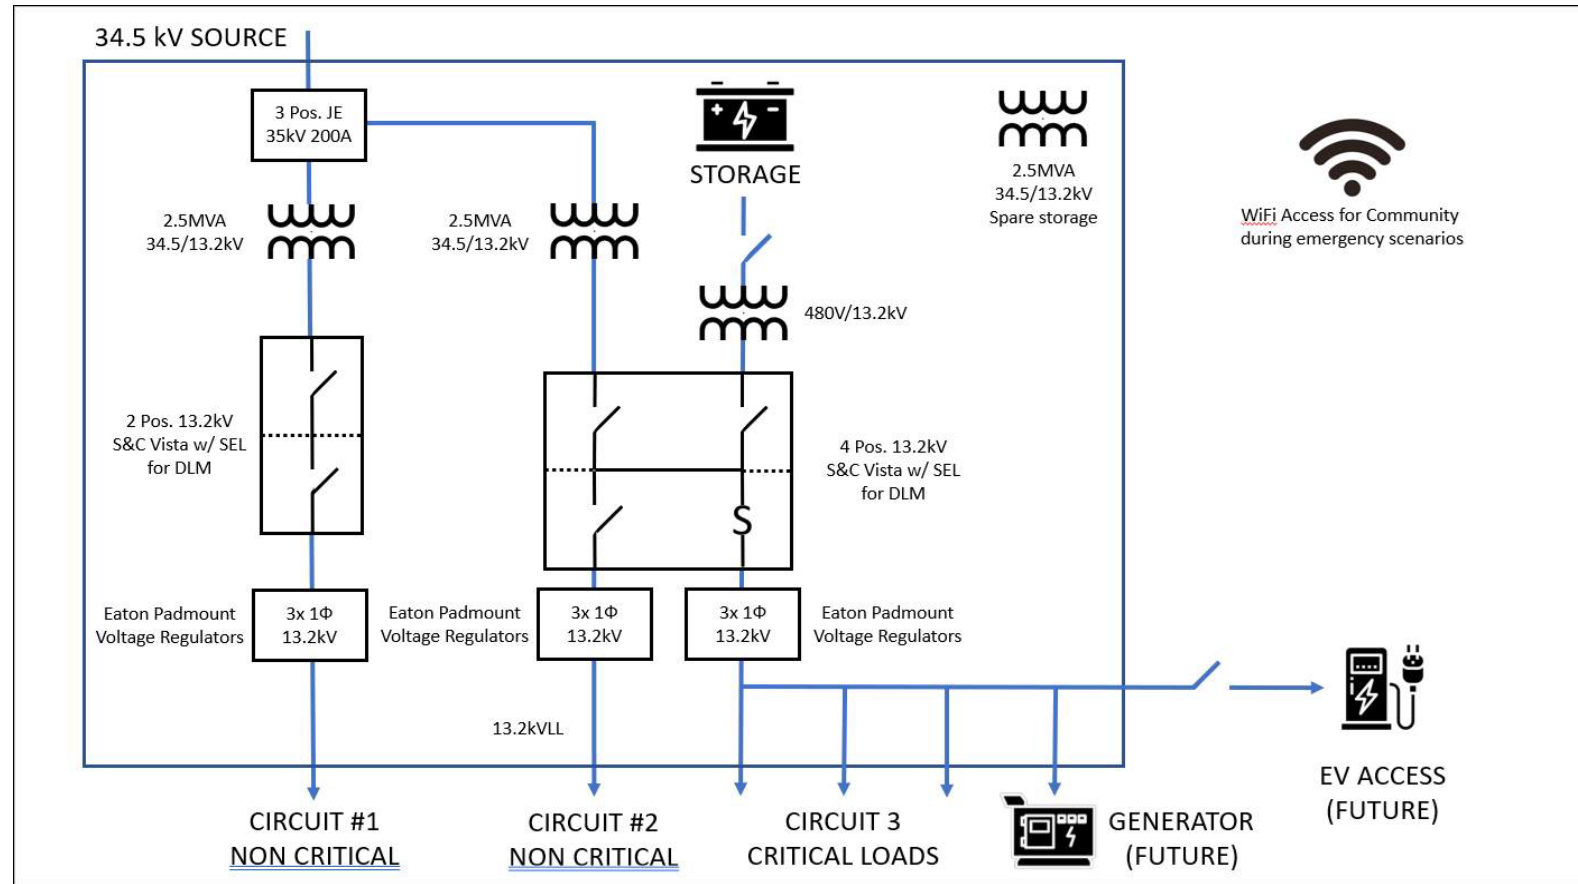 34.5 kV SOURCE
3 Pos. JE
35kV 200A
STORAGE
2.5MVA
34.5/13.2kV
Spare storage
WiFi Access for Community
during emergency scenarios
2.5MVA
34.5/13.2kV
2.5MVA
34.5/13.2kV
480V/13.2kV
2 Pos. 13.2kV
S&C Vista w/ SEL
for DLM
4 Pos. 13.2kV
S&C Vista w/ SEL
for DLM
S
Eaton Padmount
Voltage Regulators
3x 1Φ
13.2kV
Eaton Padmount
Voltage Regulators
3x 1Φ
13.2kV
3x 1Φ
13.2kV
Eaton Padmount
Voltage Regulators
13.2kVLL
CIRCUIT #1
NON CRITICAL
CIRCUIT #2
NON CRITICAL
CIRCUIT 3
CRITICAL LOADS
GENERATOR
(FUTURE)
EV ACCESS
(FUTURE)